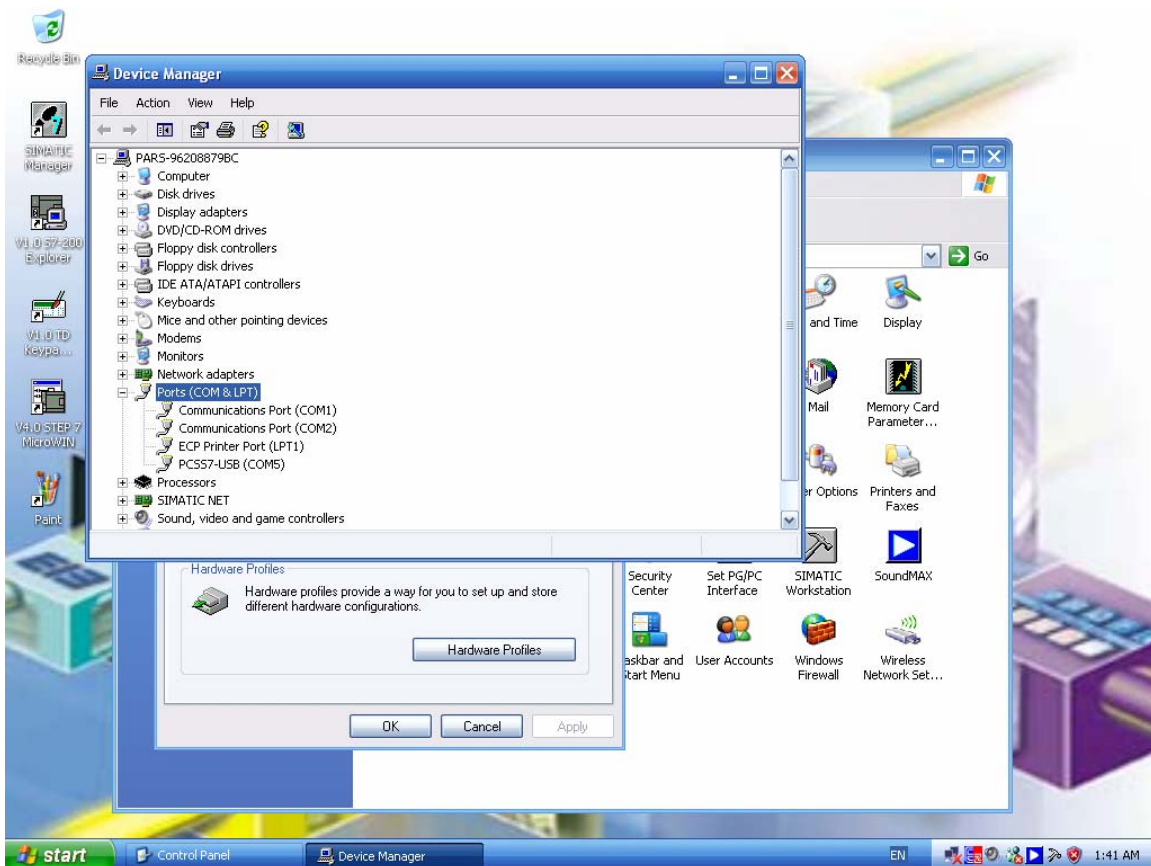 Recycle Bin
SIMATIC
Manager
V1.0 S7-200
Explorer
V1.0 TD
Keypa...
V4.0 STEP 7
MicroWIN
Paint
Device Manager
File Action View Help
PARS-96208879BC
Computer
Disk drives
Display adapters
DVD/CD-ROM drives
Floppy disk controllers
Floppy disk drives
IDE ATA/ATAPI controllers
Keyboards
Mice and other pointing devices
Modems
Monitors
Network adapters
Ports (COM & LPT)
Communications Port (COM1)
Communications Port (COM2)
ECP Printer Port (LPT1)
PCSS7-USB (COM5)
Processors
SIMATIC NET
Sound, video and game controllers
Go
and Time
Display
Mail
Memory Card
Parameter...
er Options
Printers and
Faxes
Security
Center
Set PG/PC
Interface
SIMATIC
Workstation
SoundMAX
askbar and
Start Menu
User Accounts
Windows
Firewall
Wireless
Network Set...
Hardware Profiles
Hardware profiles provide a way for you to set up and store
different hardware configurations.
Hardware Profiles
OK Cancel Apply
start
Control Panel
Device Manager
EN
1:41 AM